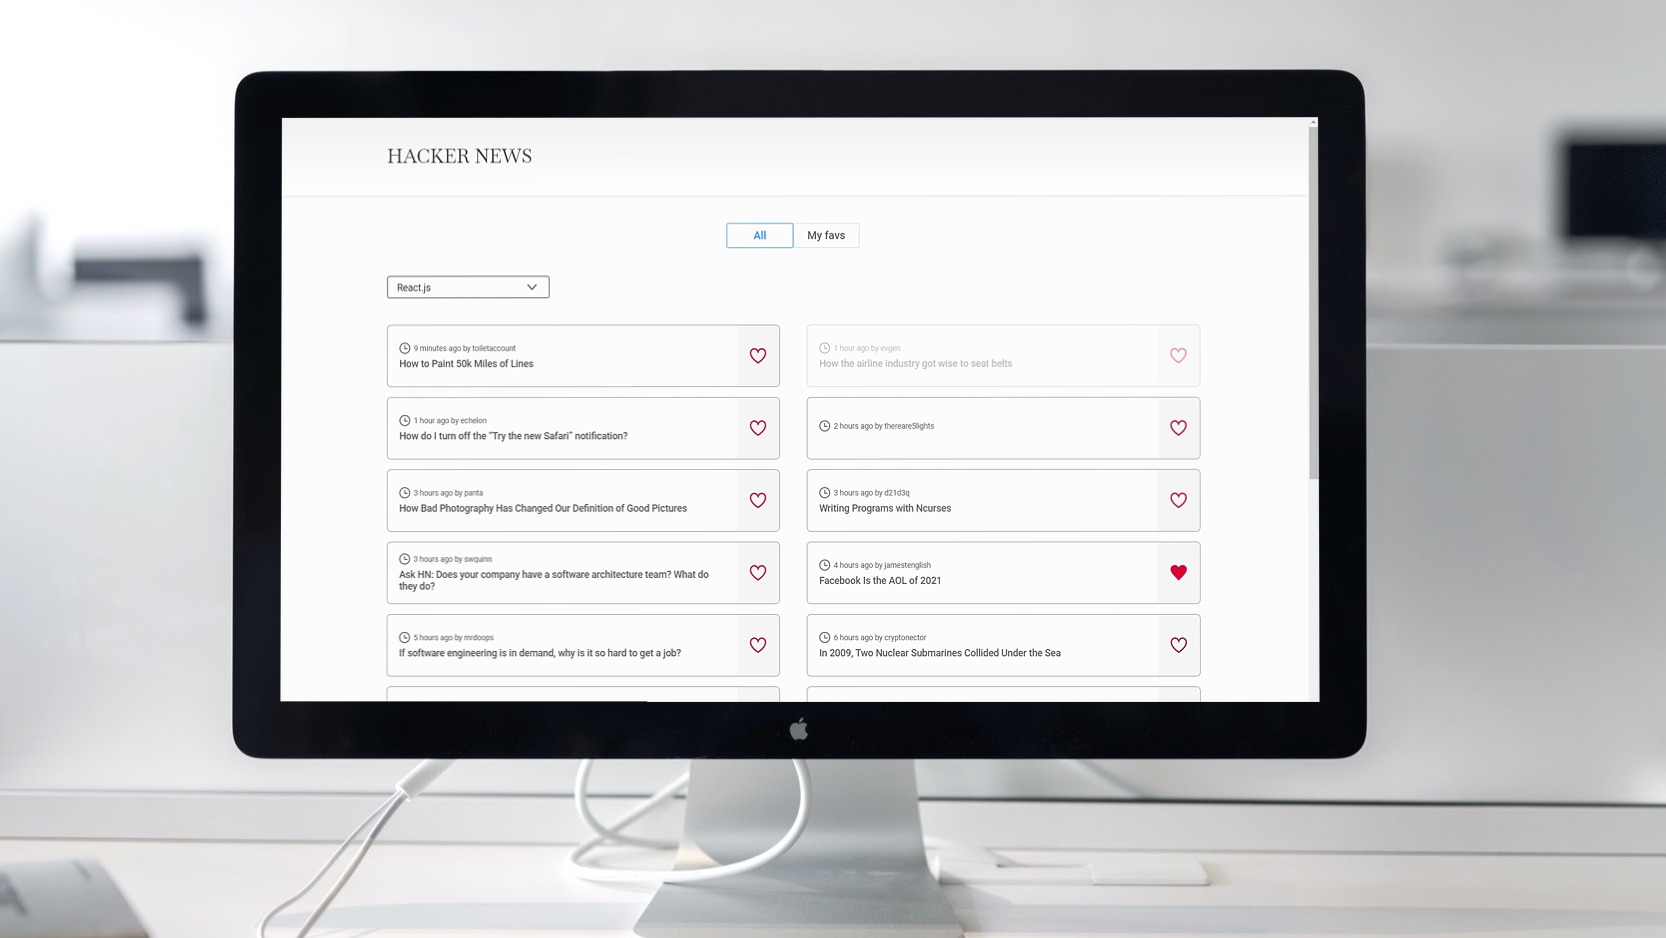 HACKER NEWS
All
My favs
React.js
9 minutes ago by toiletaccount
How to Paint 50k Miles of Lines
1 hour ago by evgen
How the airline industry got wise to seat belts
1 hour ago by echelon
How do I turn off the “Try the new Safari” notification?
2 hours ago by thereare5lights
3 hours ago by panta
How Bad Photography Has Changed Our Definition of Good Pictures
3 hours ago by d21d3q
Writing Programs with Ncurses
3 hours ago by swquinn
Ask HN: Does your company have a software architecture team? What do
they do?
4 hours ago by jamestenglish
Facebook Is the AOL of 2021
5 hours ago by mrdoops
If software engineering is in demand, why is it so hard to get a job?
6 hours ago by cryptonector
In 2009, Two Nuclear Submarines Collided Under the Sea